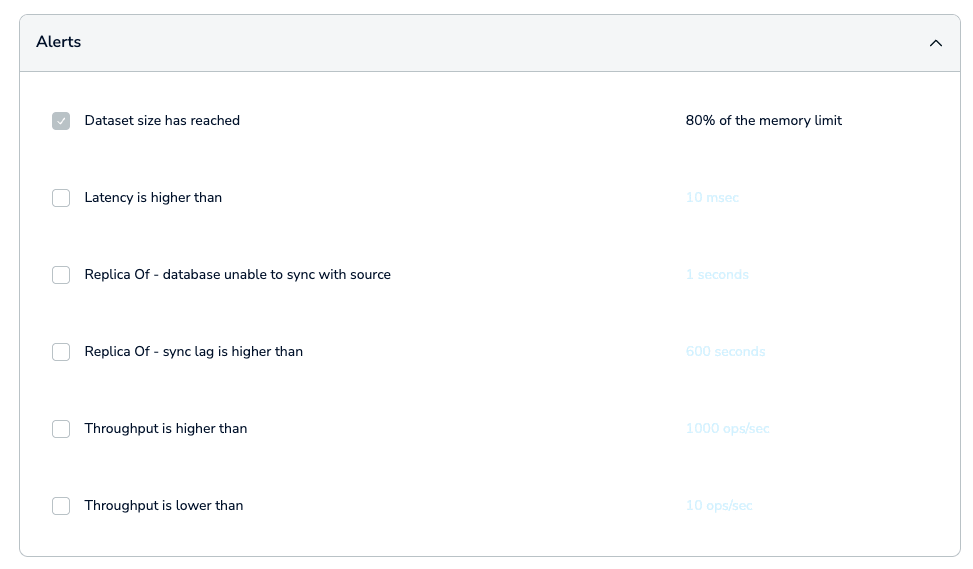 Alerts
Dataset size has reached 80% of the memory limit
Latency is higher than 10 msec
Replica Of - database unable to sync with source 1 seconds
Replica Of - sync lag is higher than 600 seconds
Throughput is higher than 1000 ops/sec
Throughput is lower than 10 ops/sec